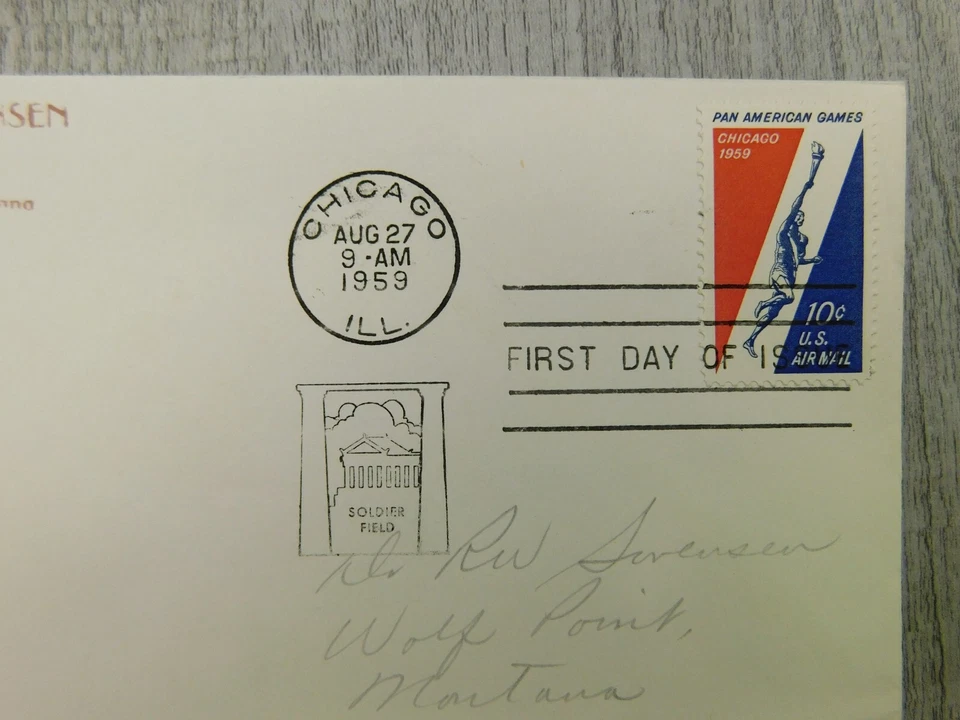 NSEN
PAN AMERICAN GAMES
CHICAGO
1959
CHICAGO
AUG 27
9-AM
1959
ILL.
10¢
U.S.
AIR MAIL
FIRST DAY OF ISSUE
SOLDIER
FIELD
Dr RW Sorensen
Wolf Point,
Montana